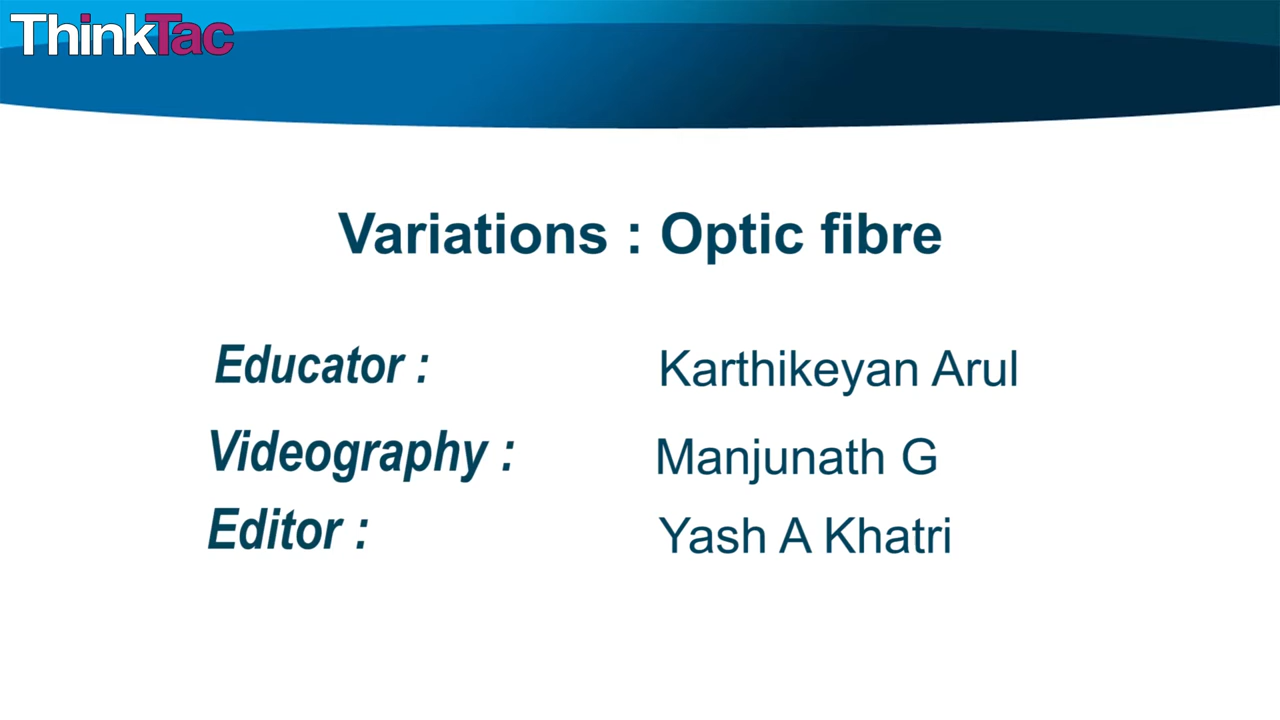 ThinkTac
Variations : Optic fibre
Educator : Karthikeyan Arul
Videography : Manjunath G
Editor : Yash A Khatri